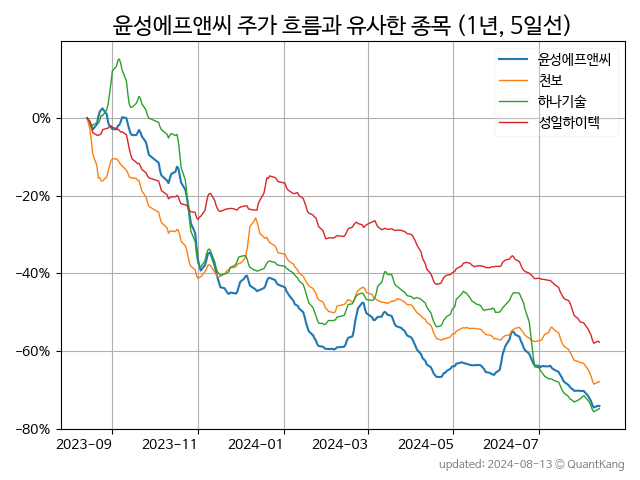 윤성에프앤씨 주가 흐름과 유사한 종목 (1년, 5일선)
윤성에프앤씨
천보
하나기술
성일하이텍
0%
−20%
−40%
−60%
−80%
2023-09
2023-11
2024-01
2024-03
2024-05
2024-07
updated: 2024-08-13 © QuantKang